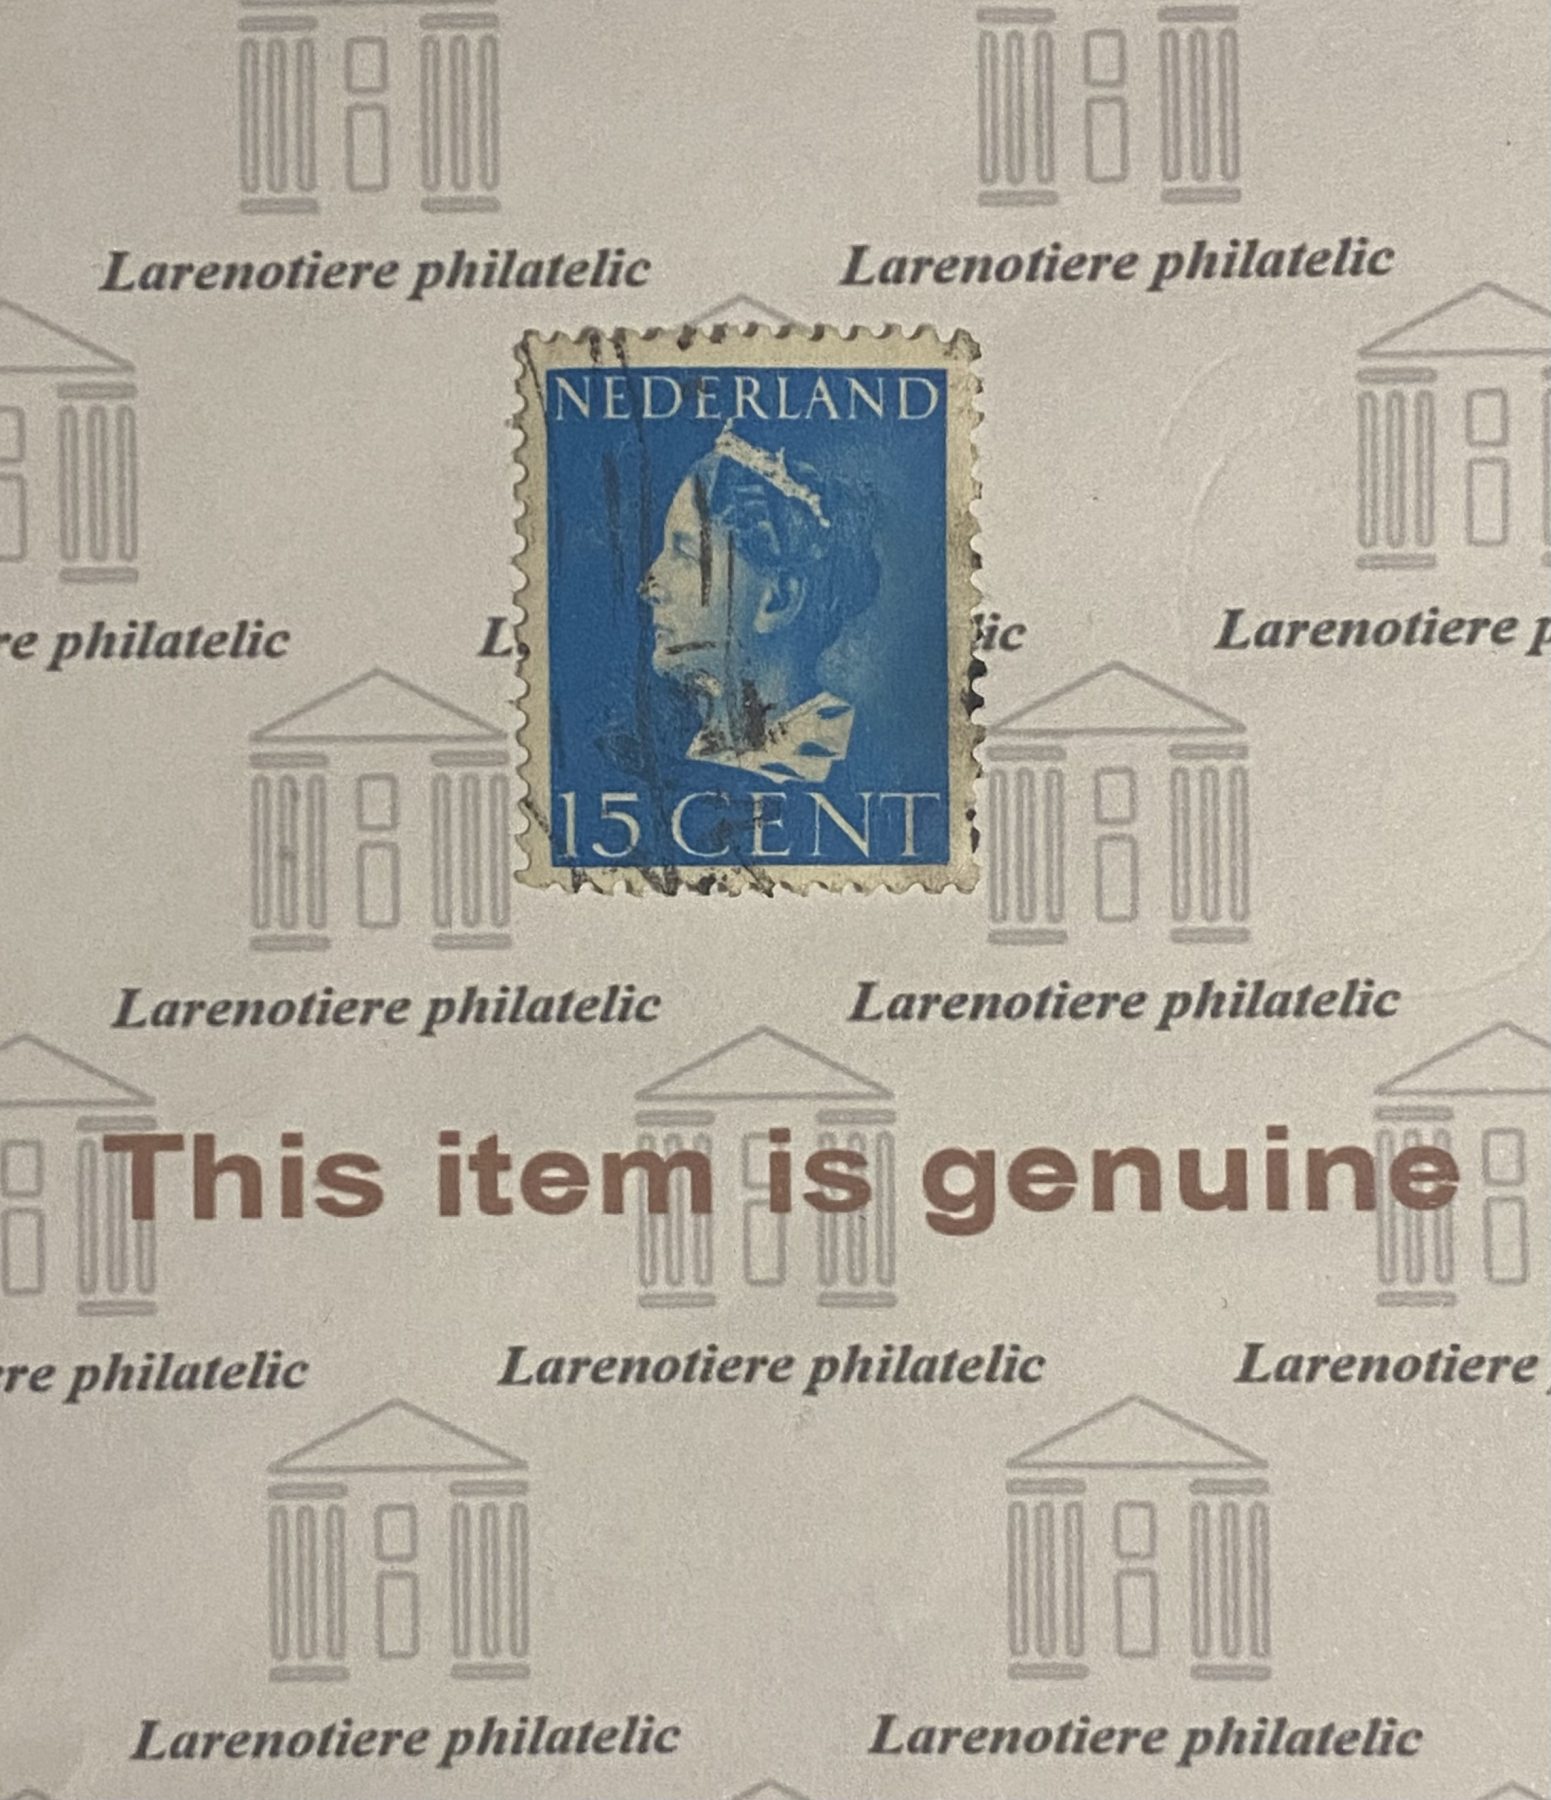 Larenotiere philatelic Larenotiere philatelic
NEDERLAND
re philatelic L lic Larenotiere p
15 CENT
Larenotiere philatelic Larenotiere philatelic
This item is genuine
re philatelic Larenotiere philatelic Larenotiere
Larenotiere philatelic Larenotiere philatelic